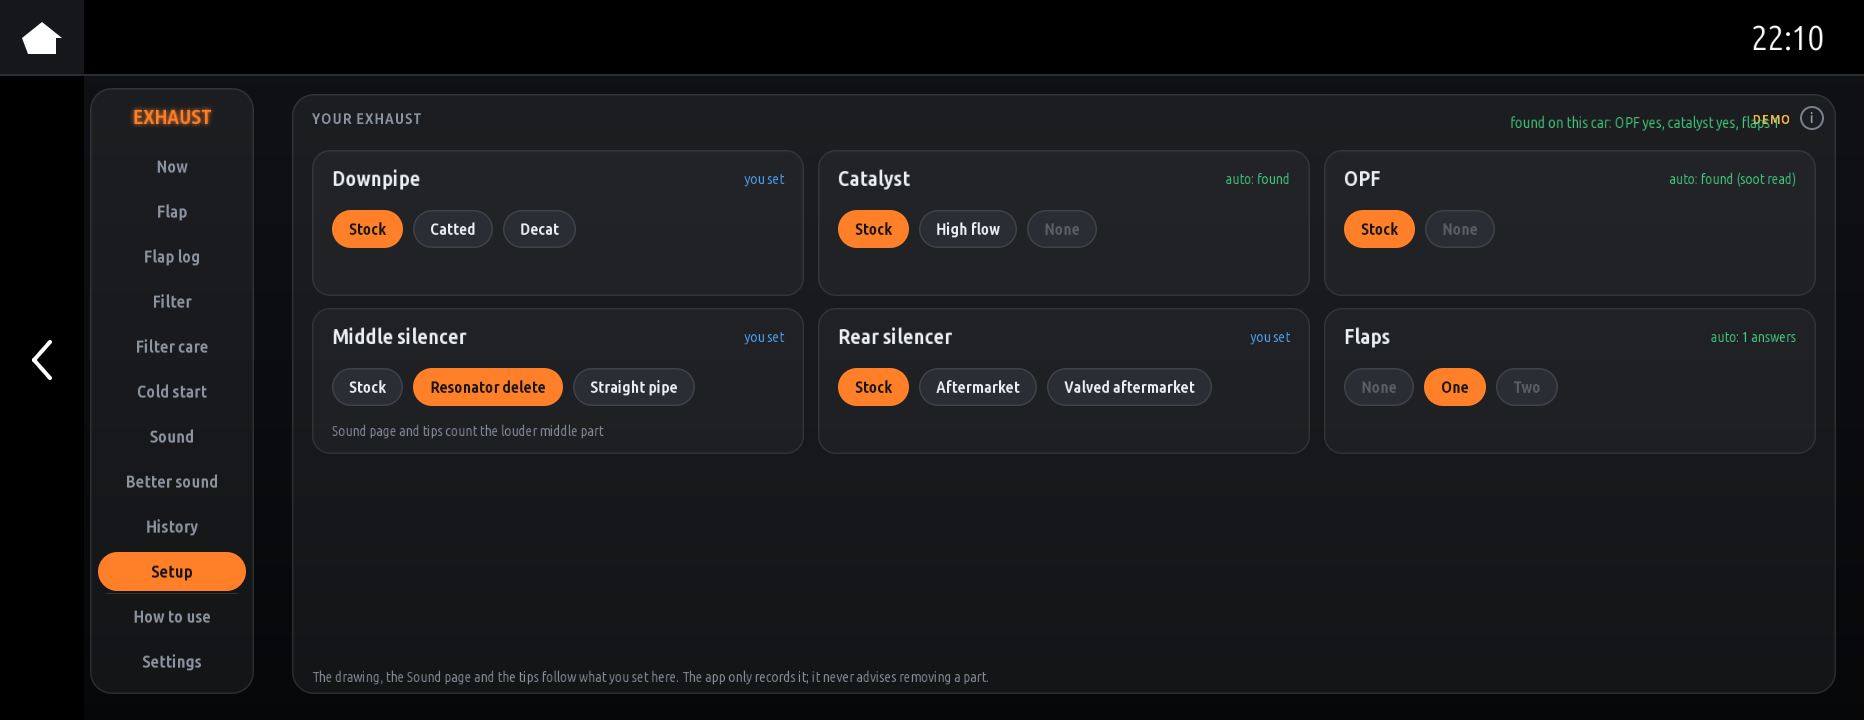 22:10
EXHAUST
Now
Flap
Flap log
Filter
Filter care
Cold start
Sound
Better sound
History
Setup
How to use
Settings
YOUR EXHAUST
found on this car: OPF yes, catalyst yes, flaps 1
DEMO
i
Downpipe
you set
Stock
Catted
Decat
Catalyst
auto: found
Stock
High flow
None
OPF
auto: found (soot read)
Stock
None
Middle silencer
you set
Stock
Resonator delete
Straight pipe
Sound page and tips count the louder middle part
Rear silencer
you set
Stock
Aftermarket
Valved aftermarket
Flaps
auto: 1 answers
None
One
Two
The drawing, the Sound page and the tips follow what you set here. The app only records it; it never advises removing a part.